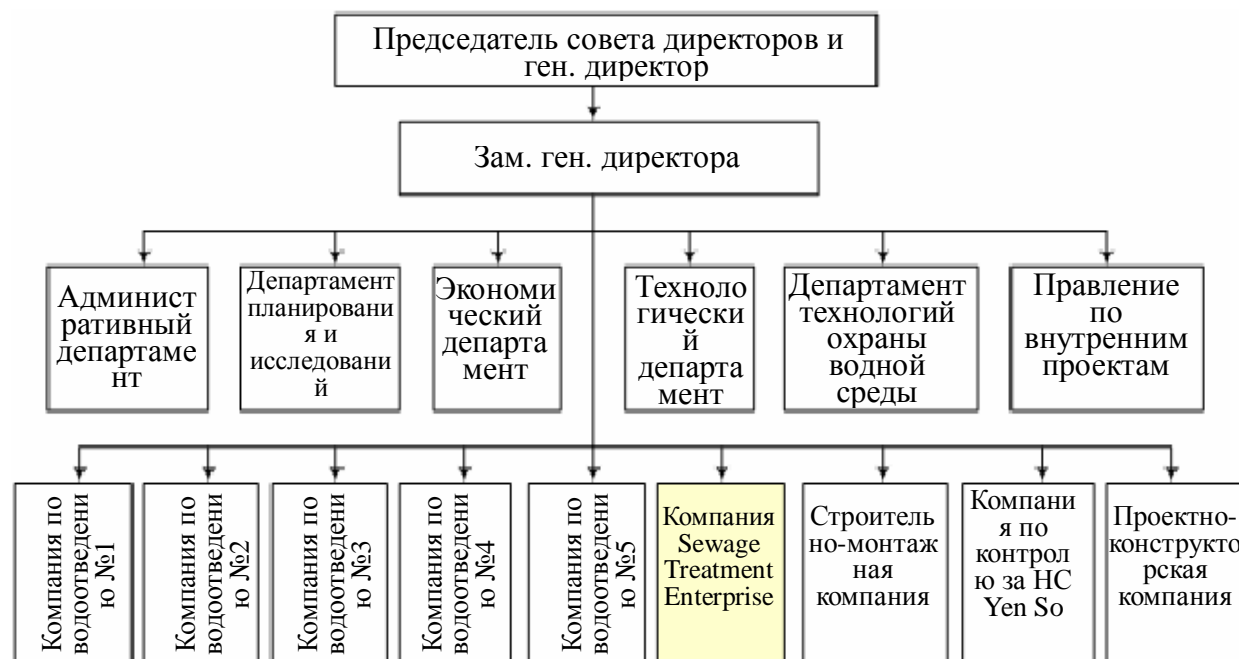 Председатель совета директоров и
ген. директор
Зам. ген. директора
Админист
ративный
департаме
нт
Департамент
планировани
я и
исследовани
й
Экономи
ческий
департа
мент
Техноло
гически
й
департа
мент
Департамент
технологий
охраны
водной
среды
Правление
по
внутренним
проектам
Компания по
водоотведени
ю №1
Компания по
водоотведени
ю №2
Компания по
водоотведени
ю №3
Компания по
водоотведени
ю №4
Компания по
водоотведени
ю №5
Компания
Sewage
Treatment
Enterprise
Строитель
но-монтаж
ная
компания
Компани
я по
контрол
ю за НС
Yen So
Проектно-
конструкто
рская
компания